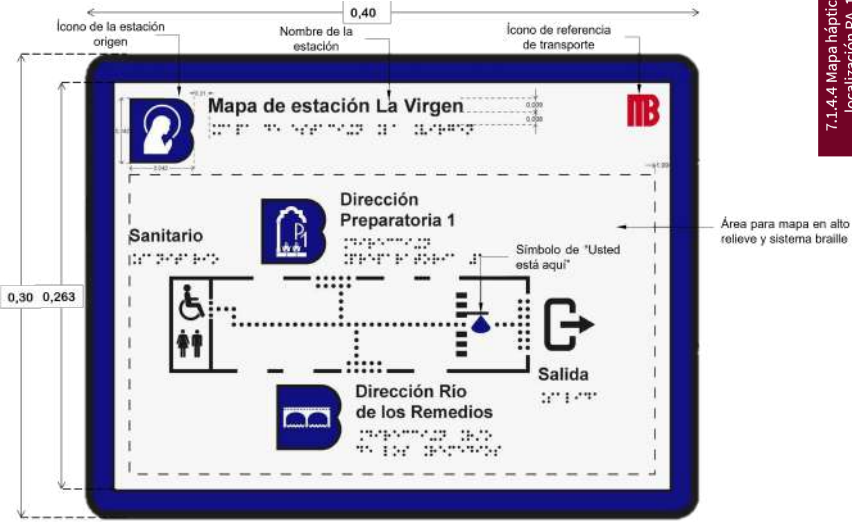 0,40
7.1.4.4 Mapa háptic
localización PA. 1
Ícono de la estación
origen
Nombre de la
estación
Ícono de referencia
de transporte
Mapa de estación La Virgen
MB
Dirección
Preparatoria 1
Sanitario
Área para mapa en alto
relieve y sistema braille
Símbolo de "Usted
está aquí"
0,30 0,263
Salida
Dirección Río
de los Remedios